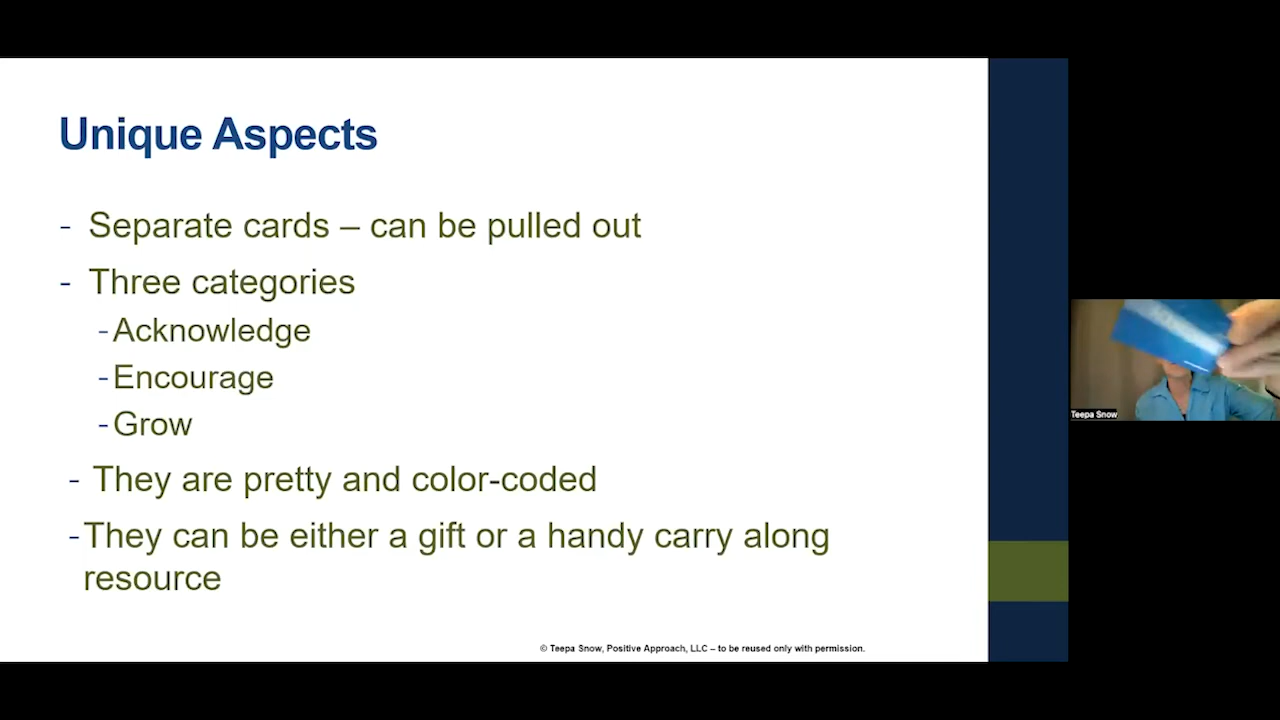 Unique Aspects
- Separate cards – can be pulled out
- Three categories
-Acknowledge
-Encourage
-Grow
- They are pretty and color-coded
-They can be either a gift or a handy carry along
resource
Teepa Snow
© Teepa Snow, Positive Approach, LLC – to be reused only with permission.